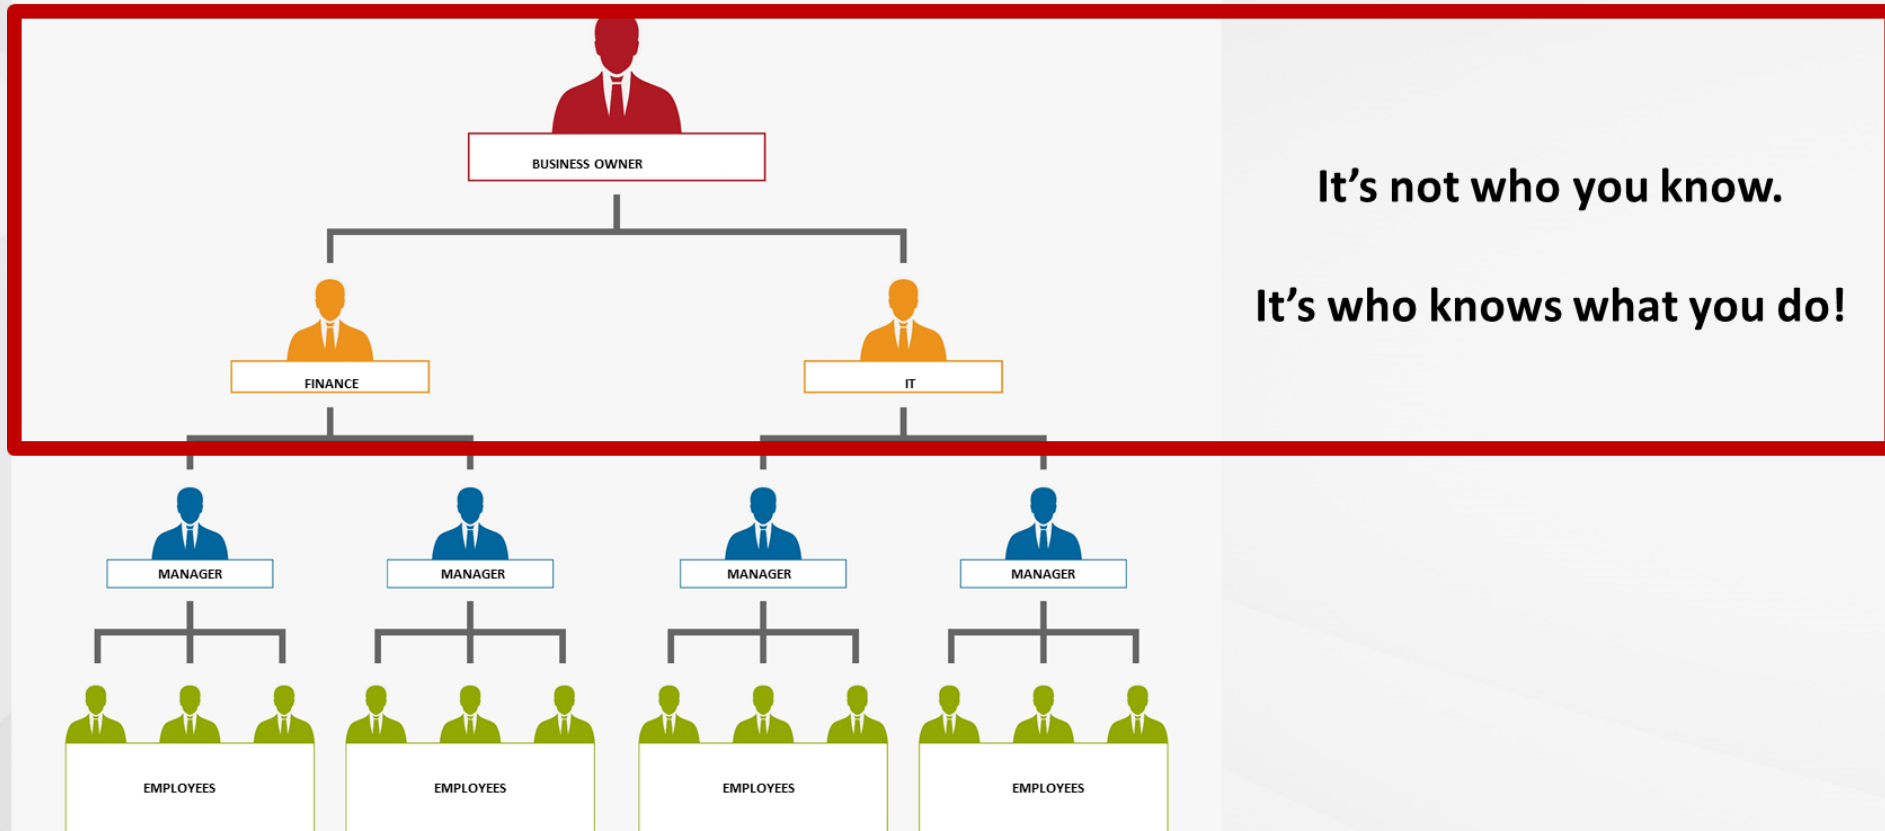 BUSINESS OWNER
It’s not who you know.
It’s who knows what you do!
FINANCE
IT
MANAGER
MANAGER
MANAGER
MANAGER
EMPLOYEES
EMPLOYEES
EMPLOYEES
EMPLOYEES